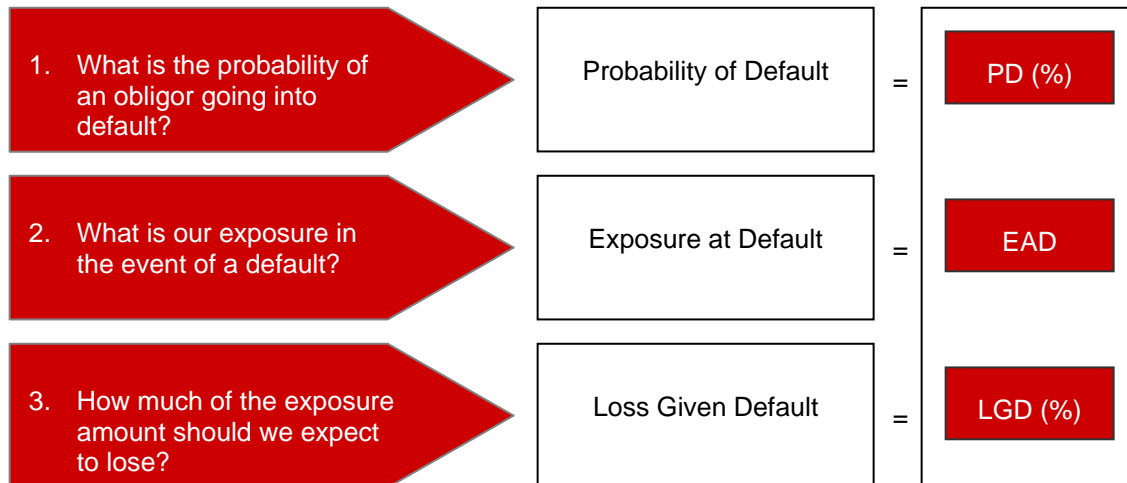 1. What is the probability of
an obligor going into
default?
Probability of Default
=
PD (%)
2. What is our exposure in
the event of a default?
Exposure at Default
=
EAD
3. How much of the exposure
amount should we expect
to lose?
Loss Given Default
=
LGD (%)